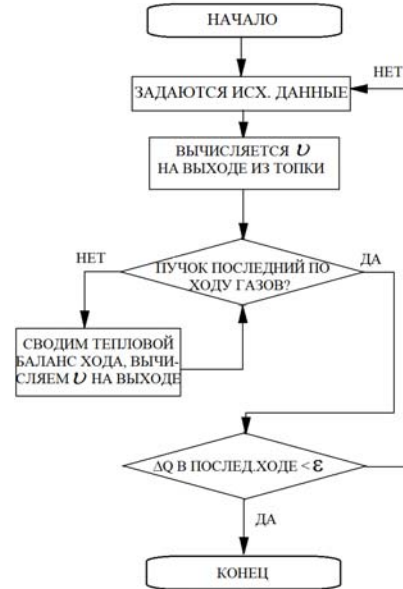 НАЧАЛО
ЗАДАЮТСЯ ИСХ. ДАННЫЕ
НЕТ
ВЫЧИСЛЯЕТСЯ υ
НА ВЫХОДЕ ИЗ ТОПКИ
НЕТ
ПУЧОК ПОСЛЕДНИЙ ПО
ХОДУ ГАЗОВ?
ДА
СВОДИМ ТЕПЛОВОЙ
БАЛАНС ХОДА, ВЫЧИ-
СЛЯЕМ υ НА ВЫХОДЕ
ΔQ В ПОСЛЕД.ХОДЕ < ε
ДА
КОНЕЦ